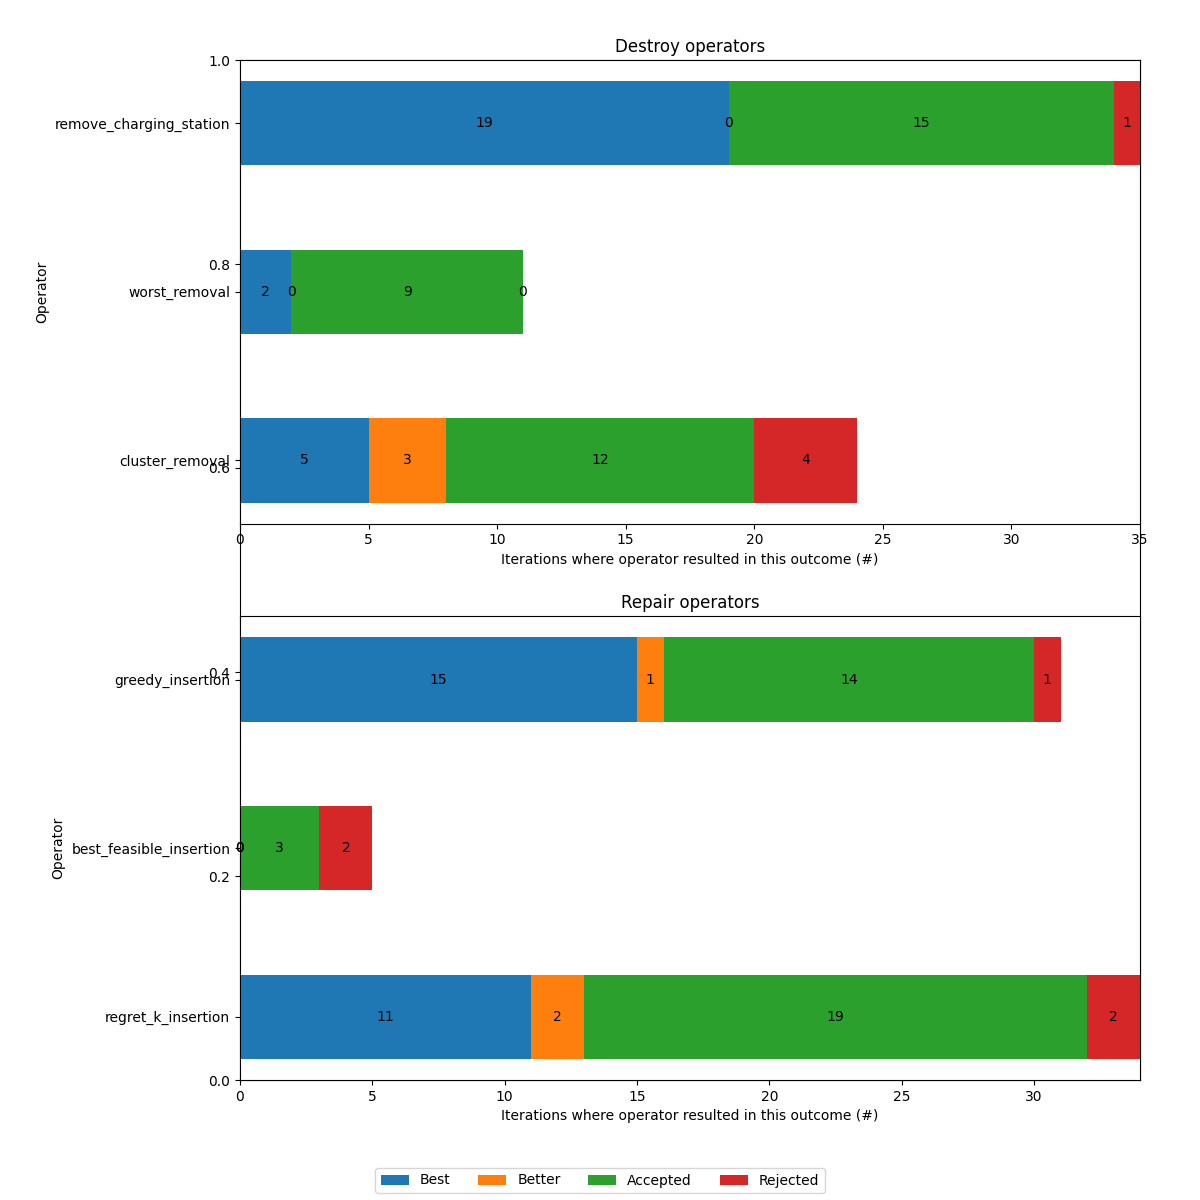 Destroy operators
1.0
remove_charging_station
19 0 15 1
0.8
worst_removal
2 0 9 0
Operator
cluster_removal
5 3 12 4
0.6
0 5 10 15 20 25 30 35
Iterations where operator resulted in this outcome (#)
Repair operators
0.4
greedy_insertion
15 1 14 1
best_feasible_insertion
0 0 3 2
Operator
0.2
regret_k_insertion
11 2 19 2
0.0
0 5 10 15 20 25 30
Iterations where operator resulted in this outcome (#)
Best Better Accepted Rejected